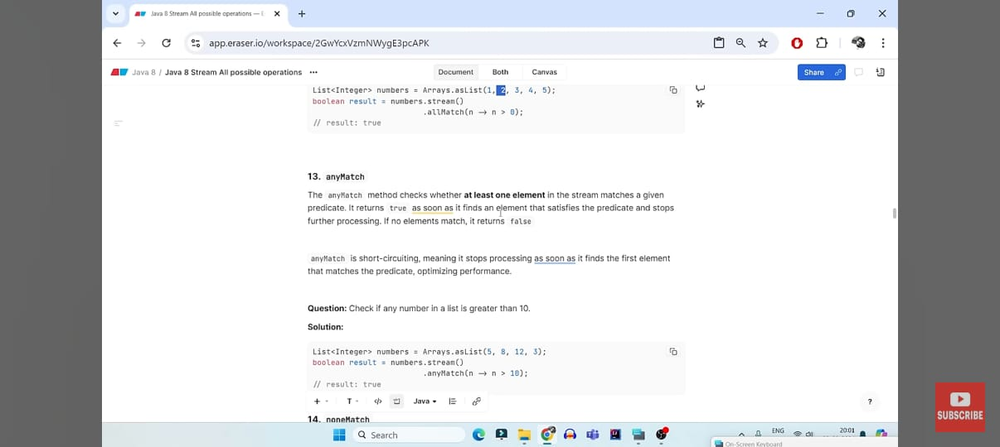 Java 8 Stream All possible operations — E
app.eraser.io/workspace/2GwYcxVzmNWygE3pcAPK
Java 8 / Java 8 Stream All possible operations •••
Document Both Canvas
Share
List<Integer> numbers = Arrays.asList(1, 2, 3, 4, 5);
boolean result = numbers.stream()
.allMatch(n → n > 0);
// result: true
13. anyMatch
The anyMatch method checks whether at least one element in the stream matches a given
predicate. It returns true as soon as it finds an element that satisfies the predicate and stops
further processing. If no elements match, it returns false
anyMatch is short-circuiting, meaning it stops processing as soon as it finds the first element
that matches the predicate, optimizing performance.
Question: Check if any number in a list is greater than 10.
Solution:
List<Integer> numbers = Arrays.asList(5, 8, 12, 3);
boolean result = numbers.stream()
.anyMatch(n → n > 10);
// result: true
+ T </> Java
?
14. noneMatch
SUBSCRIBE
Search
ENG
20:01
On-Screen Keyboard